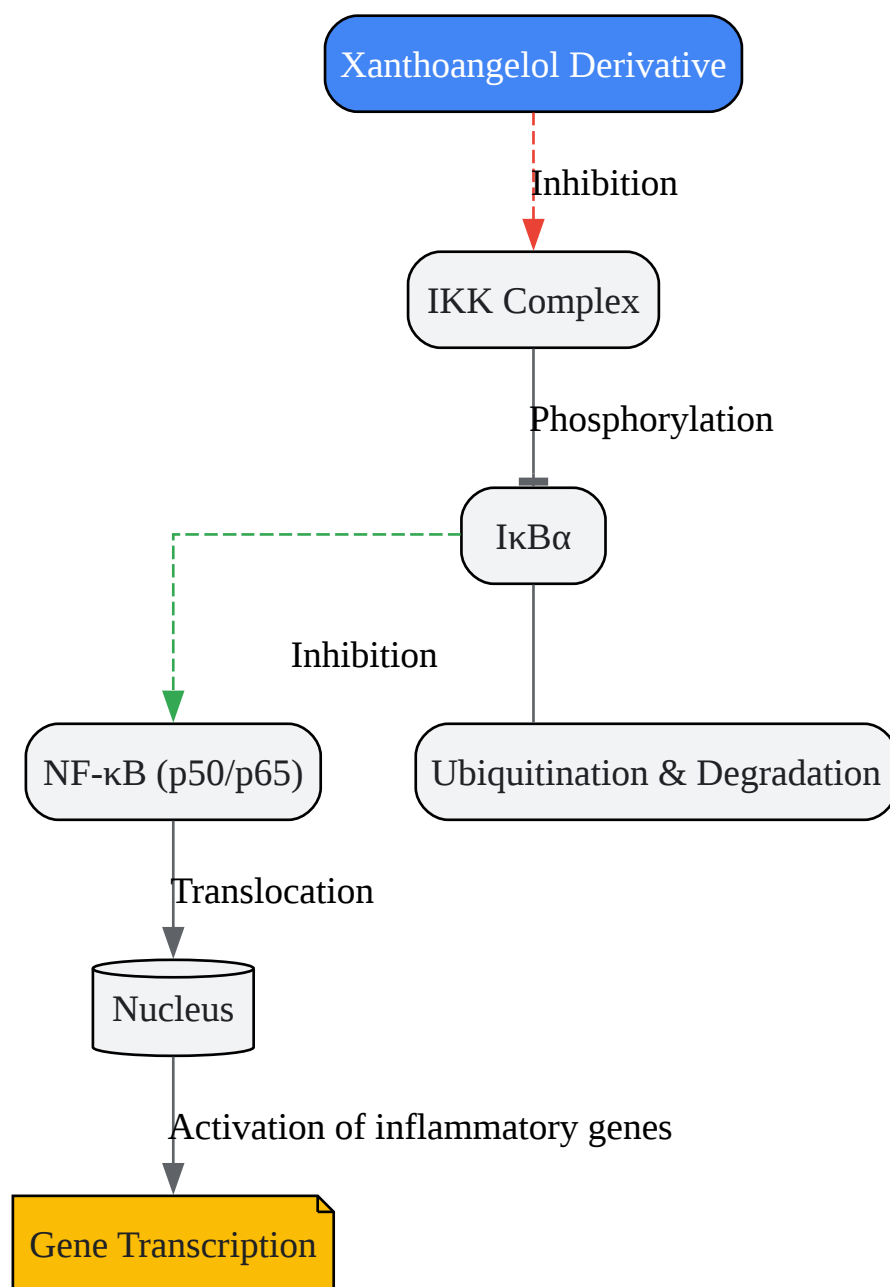 Xanthoangelol Derivative
Inhibition
IKK Complex
Phosphorylation
IκBα
Inhibition
NF-κB (p50/p65)
Ubiquitination & Degradation
Translocation
Nucleus
Activation of inflammatory genes
Gene Transcription